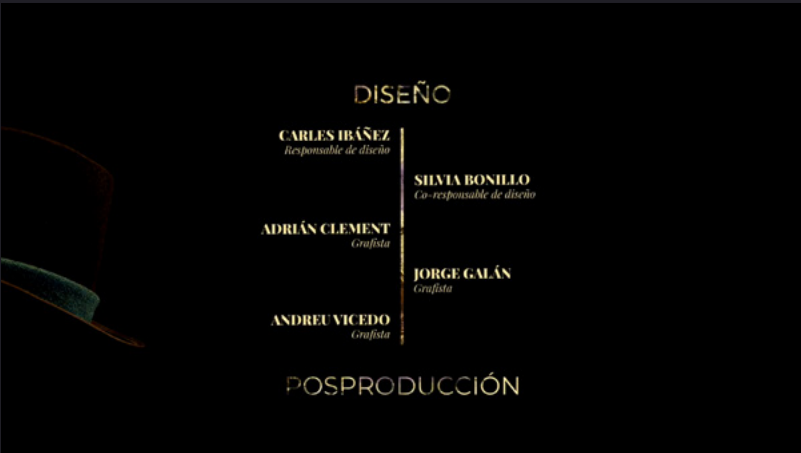 DISEÑO
CARLES IBÁÑEZ
Responsable de diseño
SILVIA BONILLO
Co-responsable de diseño
ADRIÁN CLEMENT
Grafista
JORGE GALÁN
Grafista
ANDREU VICEDO
Grafista
POSPRODUCCIÓN